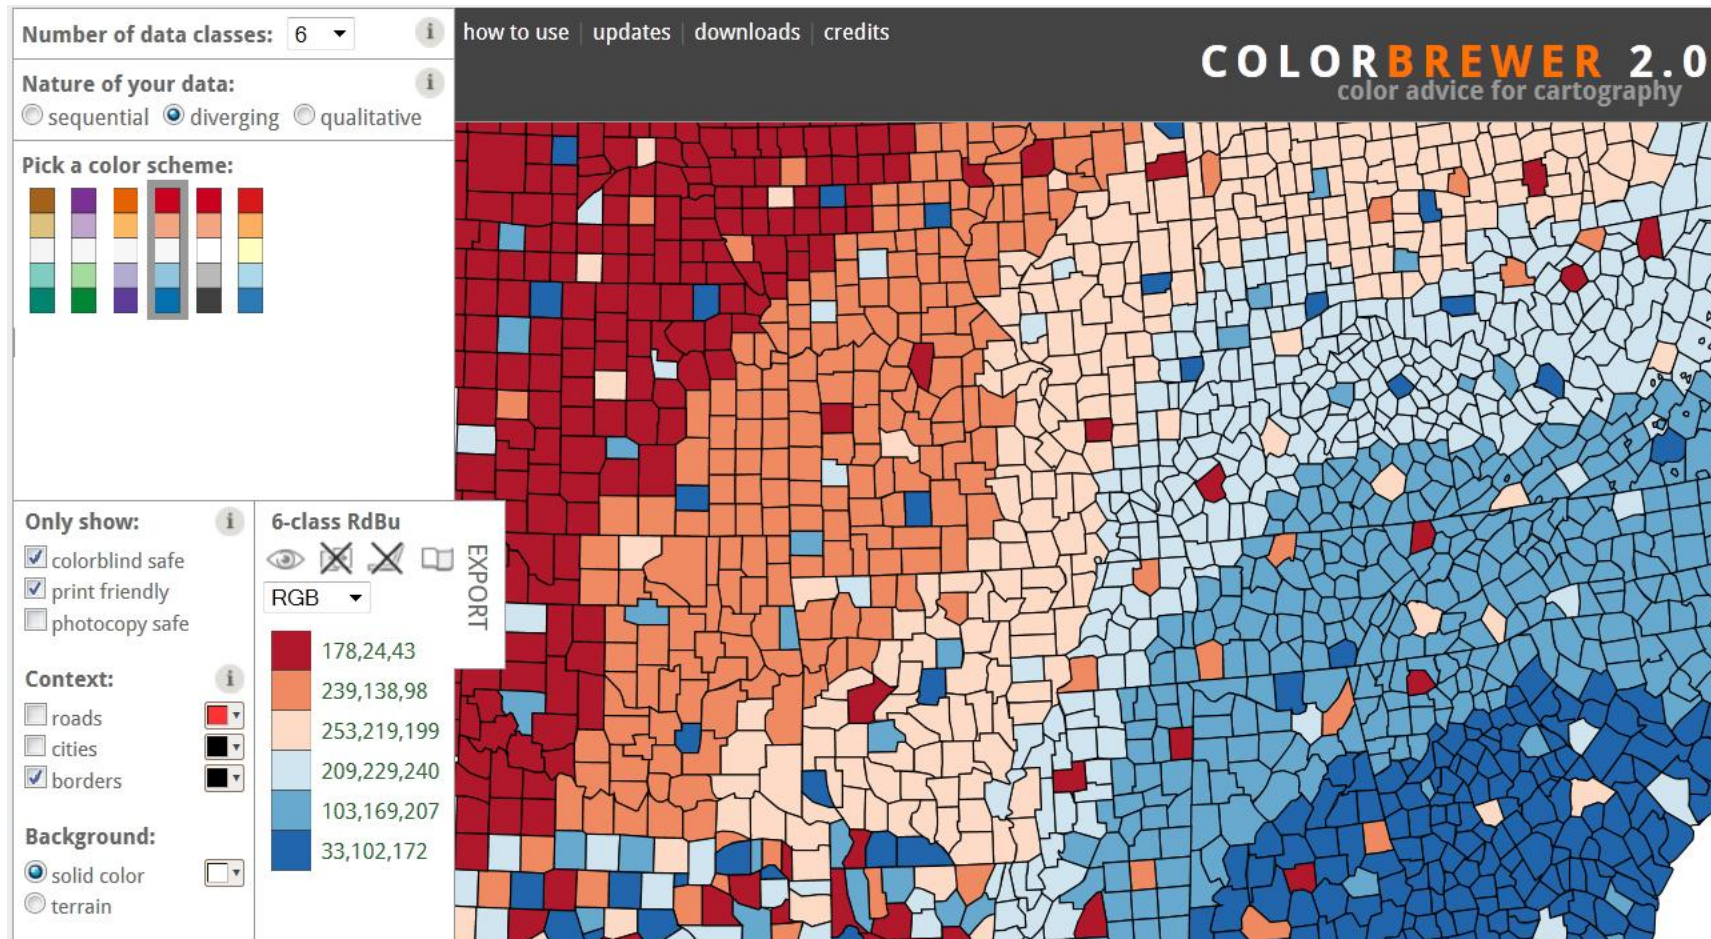 Number of data classes: 6 i
how to use | updates | downloads | credits
COLORBREWER 2.0
color advice for cartography
Nature of your data: i
sequential diverging qualitative
Pick a color scheme:
Only show: i
colorblind safe
print friendly
photocopy safe
Context: i
roads
cities
borders
Background:
solid color
terrain
6-class RdBu
EXPORT
RGB
178,24,43
239,138,98
253,219,199
209,229,240
103,169,207
33,102,172